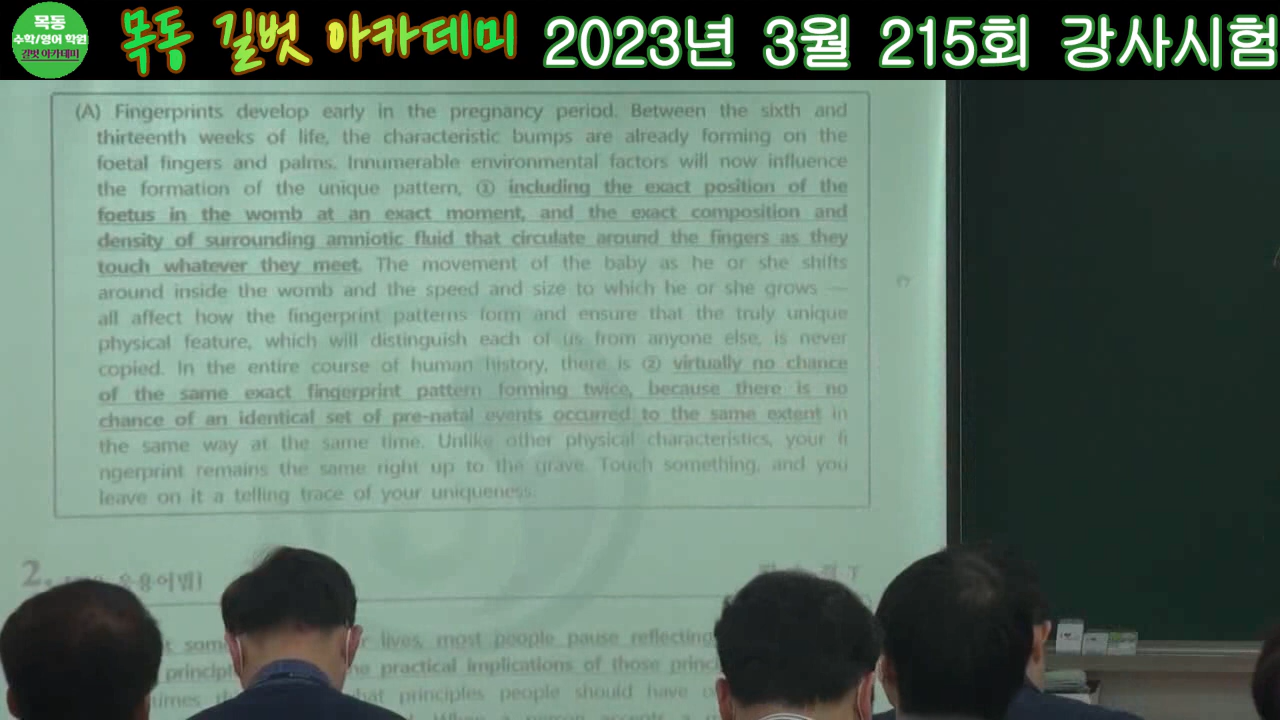 목동
수학/영어 학원
길벗 아카데미
목동 길벗 아카데미 2023년 3월 215회 강사시험
(A) Fingerprints develop early in the pregnancy period. Between the sixth and
thirteenth weeks of life, the characteristic bumps are already forming on the
foetal fingers and palms. Innumerable environmental factors will now influence
the formation of the unique pattern, ① including the exact position of the
foetus in the womb at an exact moment, and the exact composition and
density of surrounding amniotic fluid that circulate around the fingers as they
touch whatever they meet. The movement of the baby as he or she shifts
around inside the womb and the speed and size to which he or she grows —
all affect how the fingerprint patterns form and ensure that the truly unique
physical feature, which will distinguish each of us from anyone else, is never
copied. In the entire course of human history, there is ② virtually no chance
of the same exact fingerprint pattern forming twice, because there is no
chance of an identical set of pre-natal events occurred to the same extent in
the same way at the same time. Unlike other physical characteristics, your fi
ngerprint remains the same right up to the grave. Touch something, and you
leave on it a telling trace of your uniqueness.
2. 응용어법]
lives, most people pause reflecting
the practical implications of those
what principles people should have
When a person accepts a